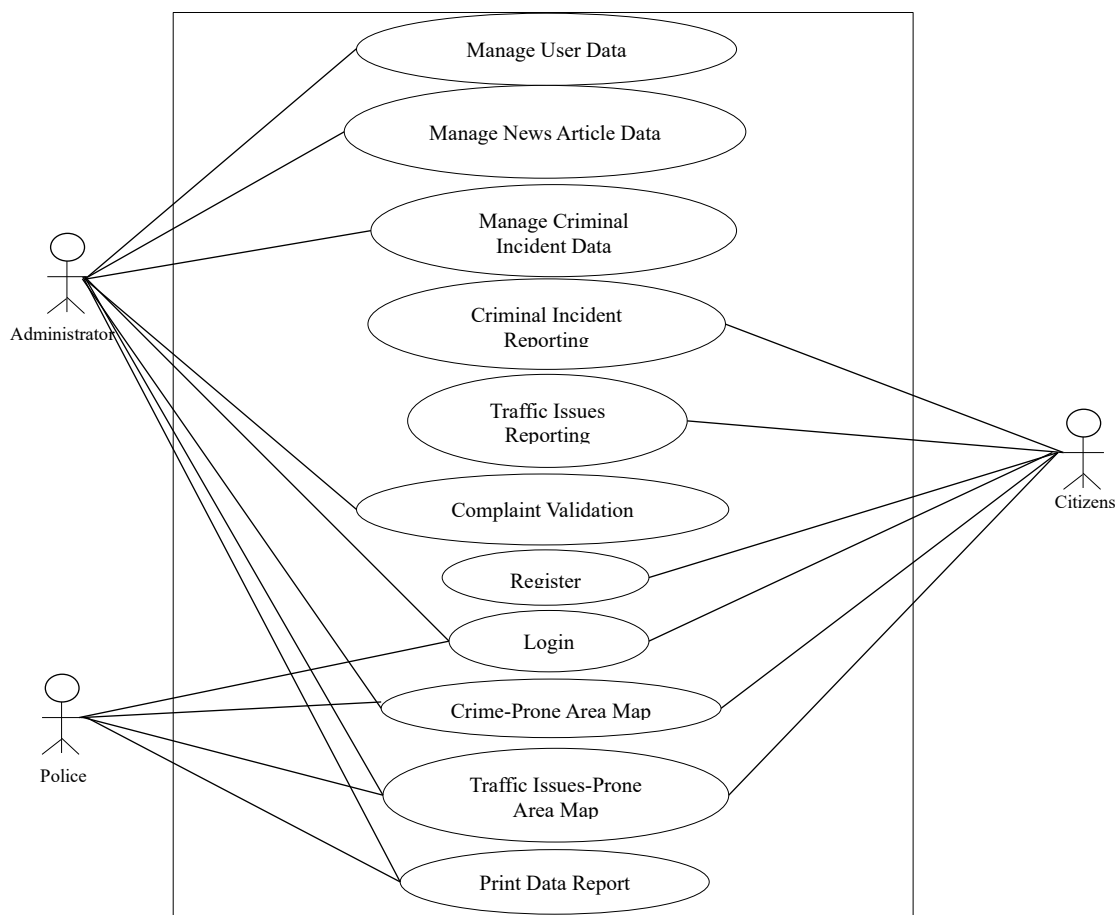 Manage User Data
Manage News Article Data
Manage Criminal
Incident Data
Administrator
Criminal Incident
Reporting
Traffic Issues
Reporting
Citizens
Complaint Validation
Register
Login
Crime-Prone Area Map
Police
Traffic Issues-Prone
Area Map
Print Data Report